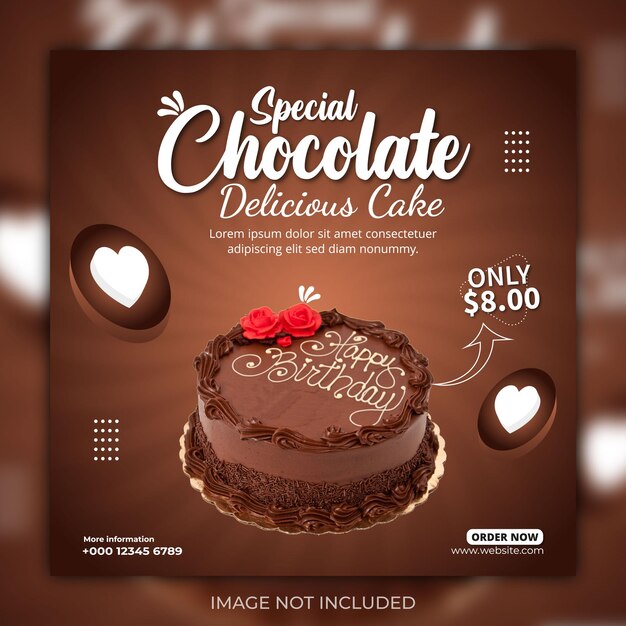 Special
Chocolate
Delicious Cake
Lorem ipsum dolor sit amet, consectetuer
elit, sed diam nonummy.
ONLY
$8.00
Happy
Birthday
More information
+000 12345 6789
ORDER NOW
www.website.com
IMAGE NOT INCLUDED